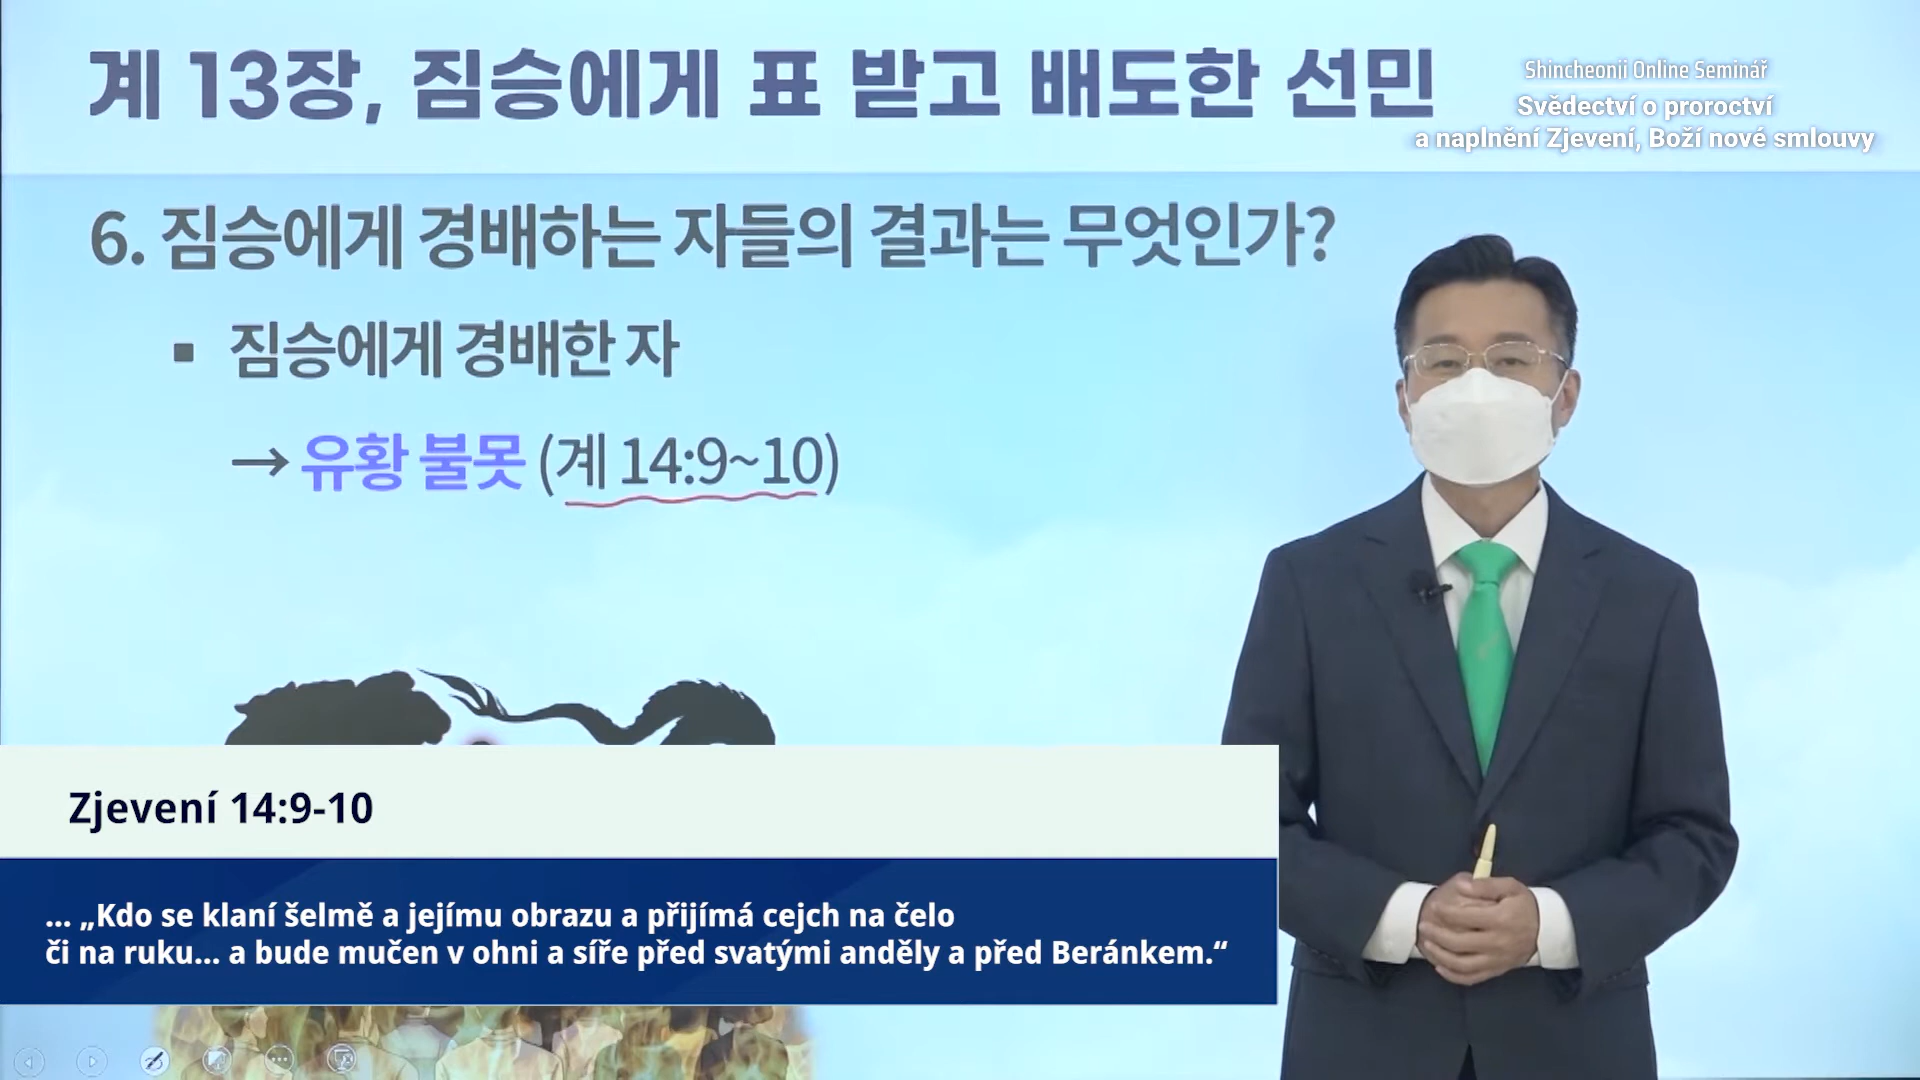 계 13장, 짐승에게 표 받고 배도한 선민
Shincheonji Online Seminář
Svědectví o proroctví
a naplnění Zjevení, Boží nové smlouvy
6. 짐승에게 경배하는 자들의 결과는 무엇인가?
▪ 짐승에게 경배한 자
→ 유황 불못 (계 14:9~10)
Zjevení 14:9-10
... „Kdo se klaní šelmě a jejímu obrazu a přijímá cejch na čelo
či na ruku... a bude mučen v ohni a síře před svatými anděly a před Beránkem.“